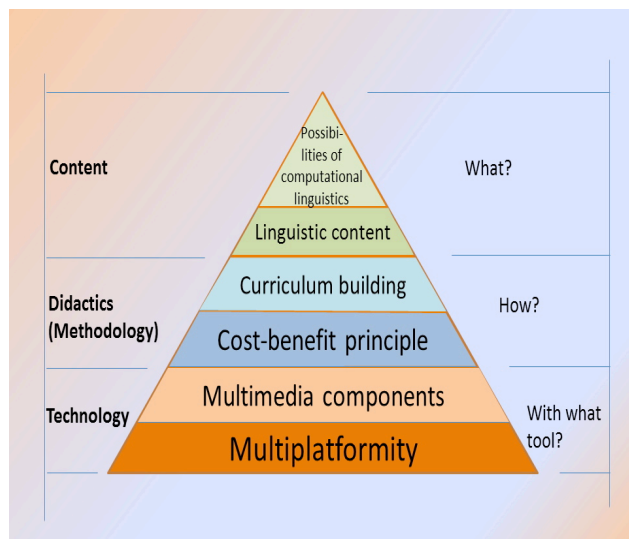 Possibi-
lities of
computational
linguistics
Content
What?
Linguistic content
Curriculum building
Didactics
(Methodology)
How?
Cost-benefit principle
Multimedia components
Technology
With what
tool?
Multiplatformity